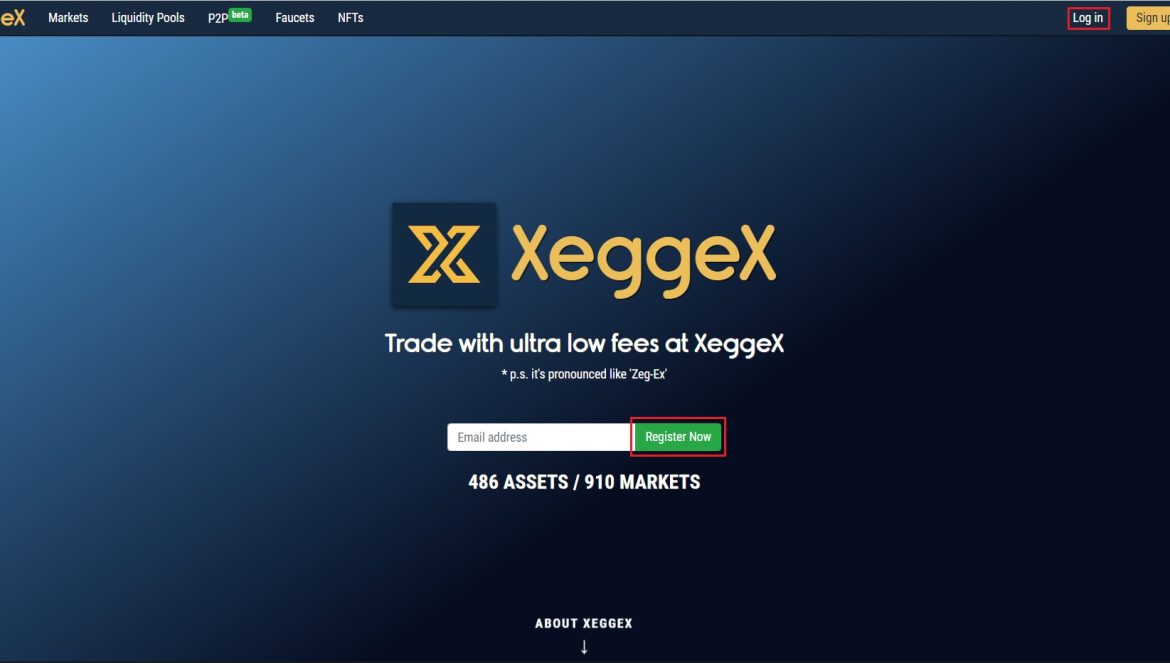 eX Markets Liquidity Pools P2P beta Faucets NFTs Log in Sign up
XeggeX
Trade with ultra low fees at XeggeX
* p.s. it's pronounced like 'Zeg-Ex'
Email address Register Now
486 ASSETS / 910 MARKETS
ABOUT XEGGEX
↓